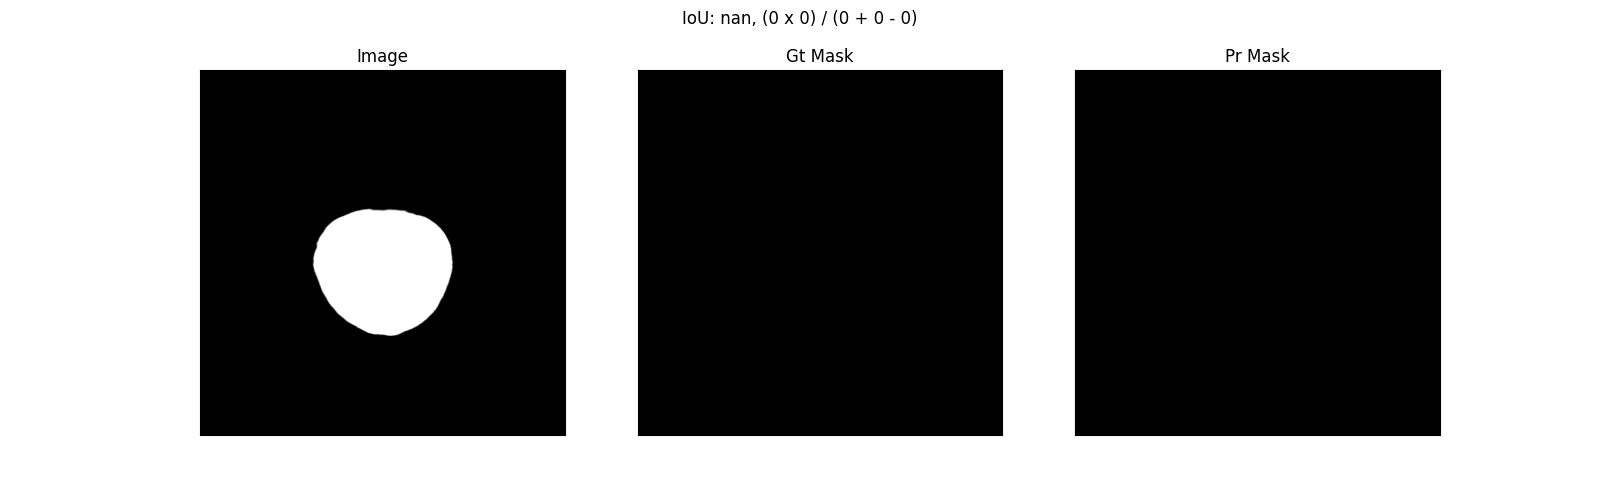 IoU: nan, (0 x 0) / (0 + 0 - 0)
Image
Gt Mask
Pr Mask